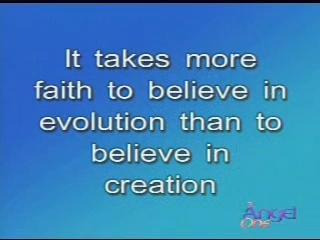 It takes more
faith to believe in
evolution than to
believe in
creation
Angel
One